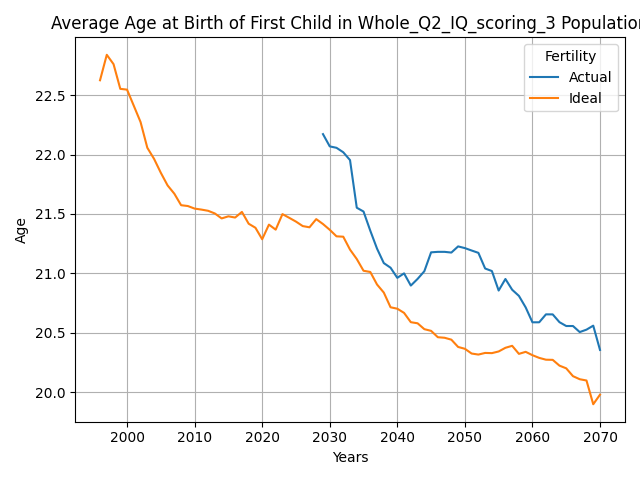 Average Age at Birth of First Child in Whole_Q2_IQ_scoring_3 Population
Fertility
Actual
Ideal
22.5
22.0
21.5
21.0
20.5
20.0
Age
2000 2010 2020 2030 2040 2050 2060 2070
Years